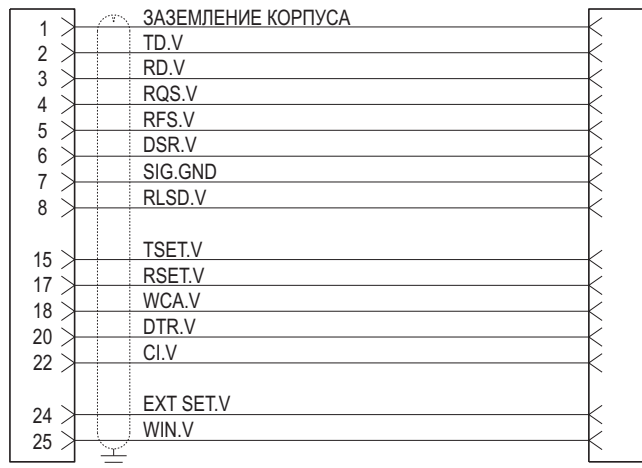 1 ЗАЗЕМЛЕНИЕ КОРПУСА
2 TD.V
3 RD.V
4 RQS.V
5 RFS.V
6 DSR.V
7 SIG.GND
8 RLSD.V
15 TSET.V
17 RSET.V
18 WCA.V
20 DTR.V
22 CI.V
24 EXT SET.V
25 WIN.V